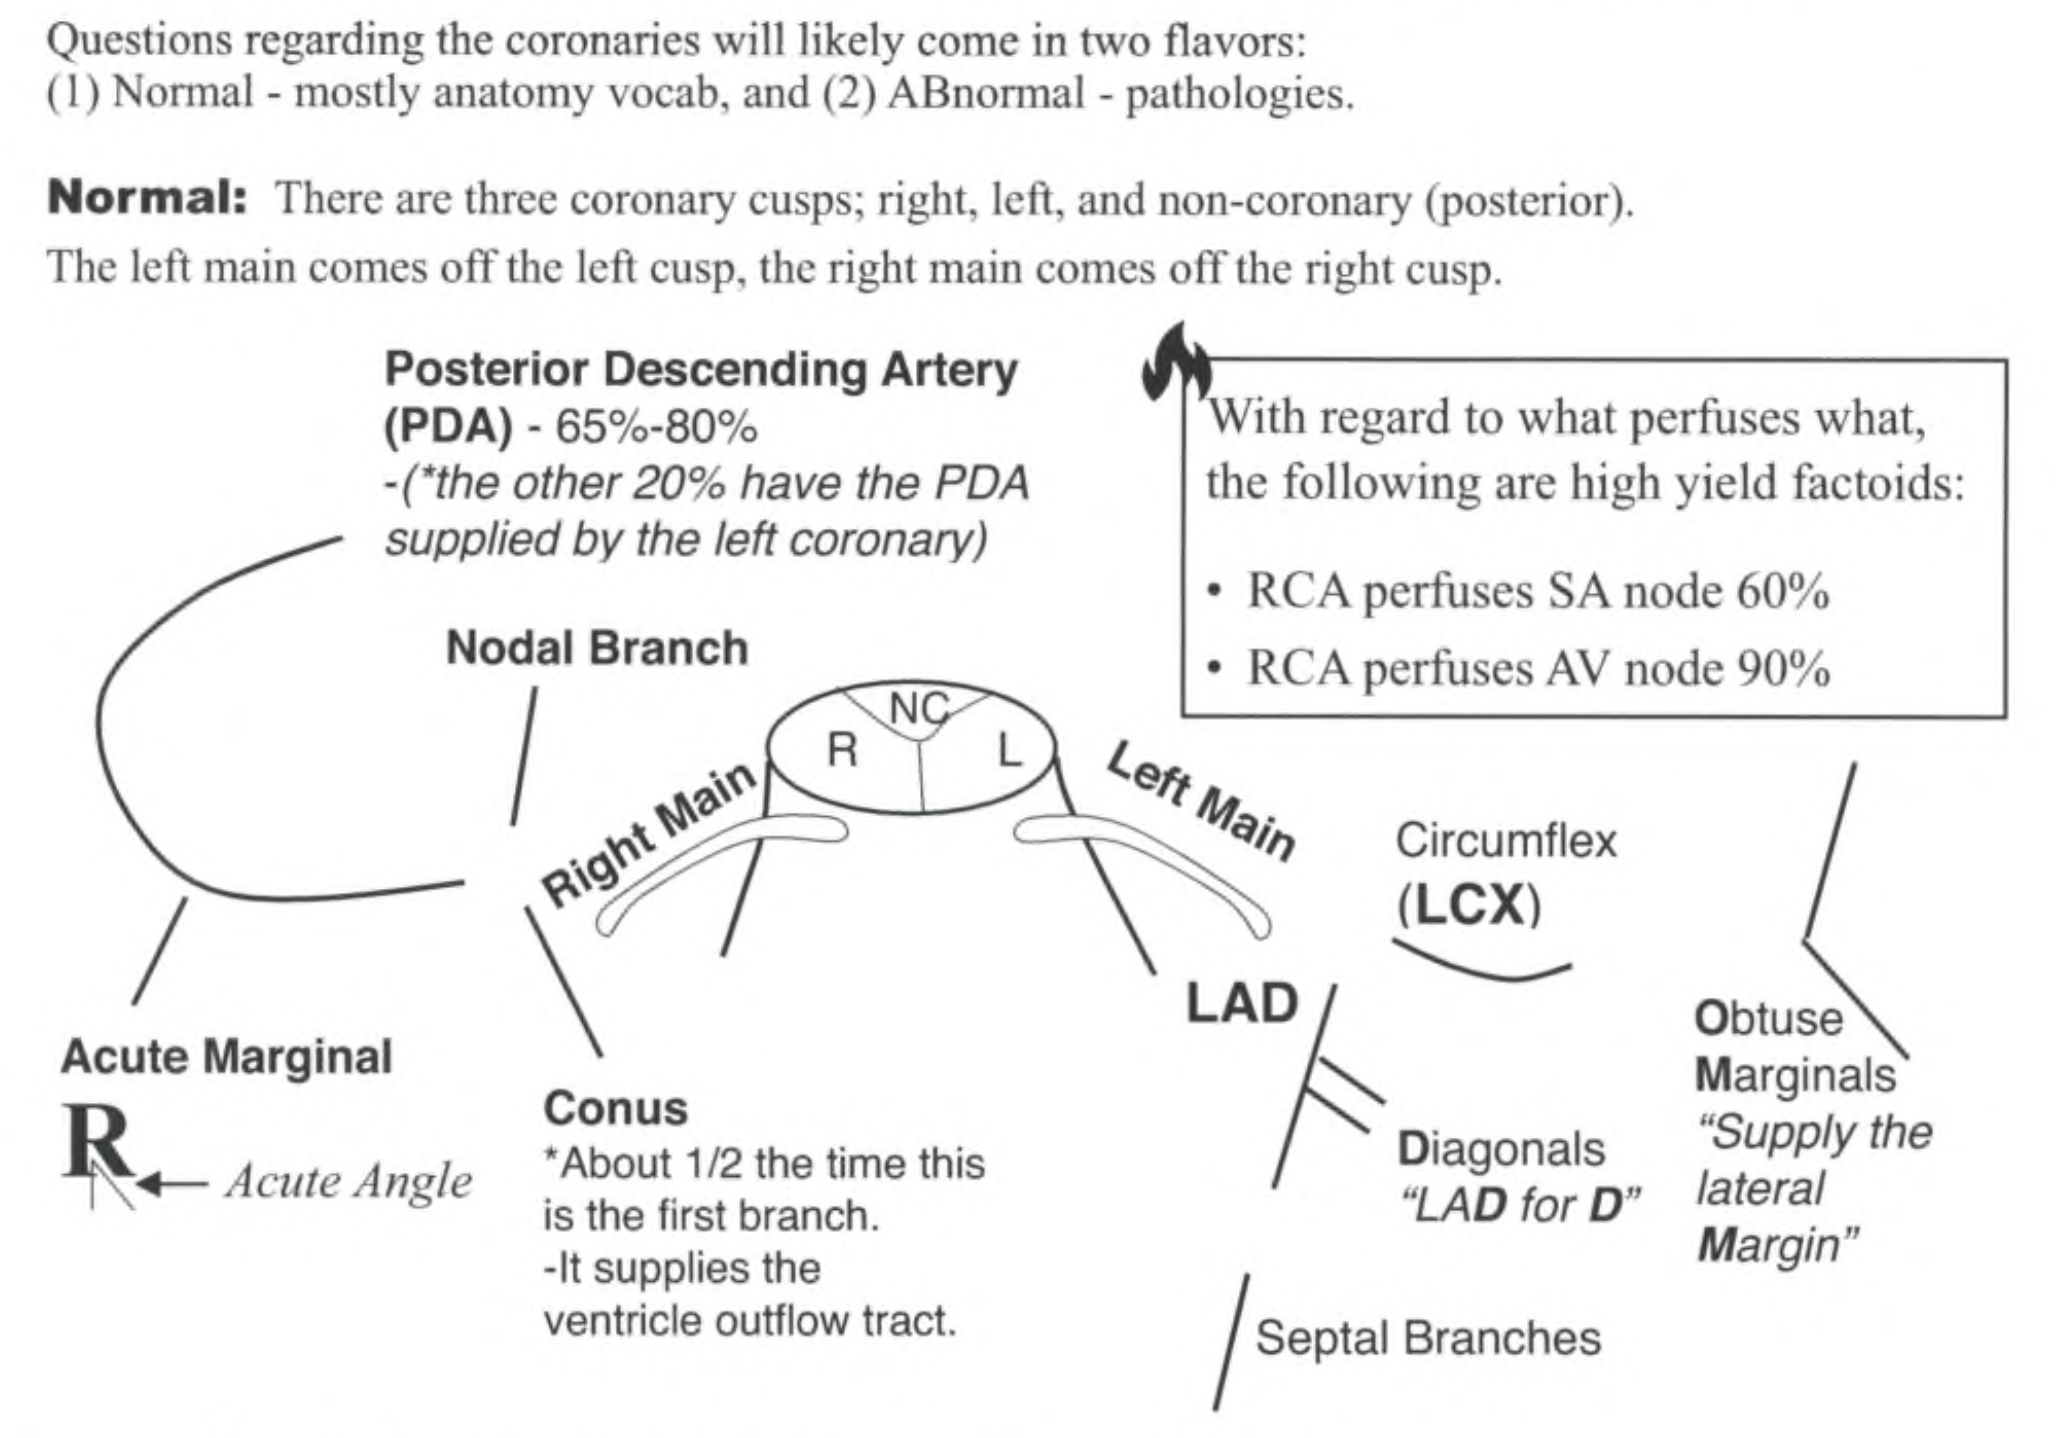 Questions regarding the coronaries will likely come in two flavors:
(1) Normal - mostly anatomy vocab, and (2) ABnormal - pathologies.
Normal: There are three coronary cusps; right, left, and non-coronary (posterior).
The left main comes off the left cusp, the right main comes off the right cusp.
Posterior Descending Artery
(PDA) - 65%-80%
-(*the other 20% have the PDA
supplied by the left coronary)
With regard to what perfuses what,
the following are high yield factoids:
• RCA perfuses SA node 60%
• RCA perfuses AV node 90%
Nodal Branch
NC
R
L
Right Main
Left Main
Circumflex
(LCX)
LAD
Acute Marginal
R
Acute Angle
Conus
*About 1/2 the time this
is the first branch.
-It supplies the
ventricle outflow tract.
Diagonals
“LAD for D”
Obtuse
Marginals
“Supply the
lateral
Margin”
Septal Branches